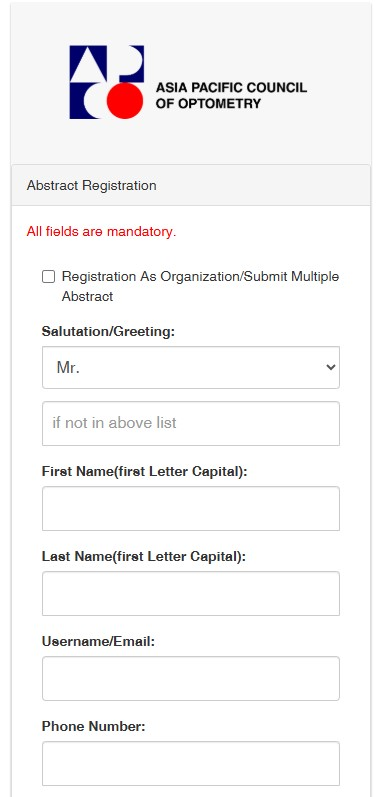 APCO
ASIA PACIFIC COUNCIL
OF OPTOMETRY
Abstract Registration
All fields are mandatory.
Registration As Organization/Submit Multiple
Abstract
Salutation/Greeting:
Mr.
if not in above list
First Name(first Letter Capital):
Last Name(first Letter Capital):
Username/Email:
Phone Number: